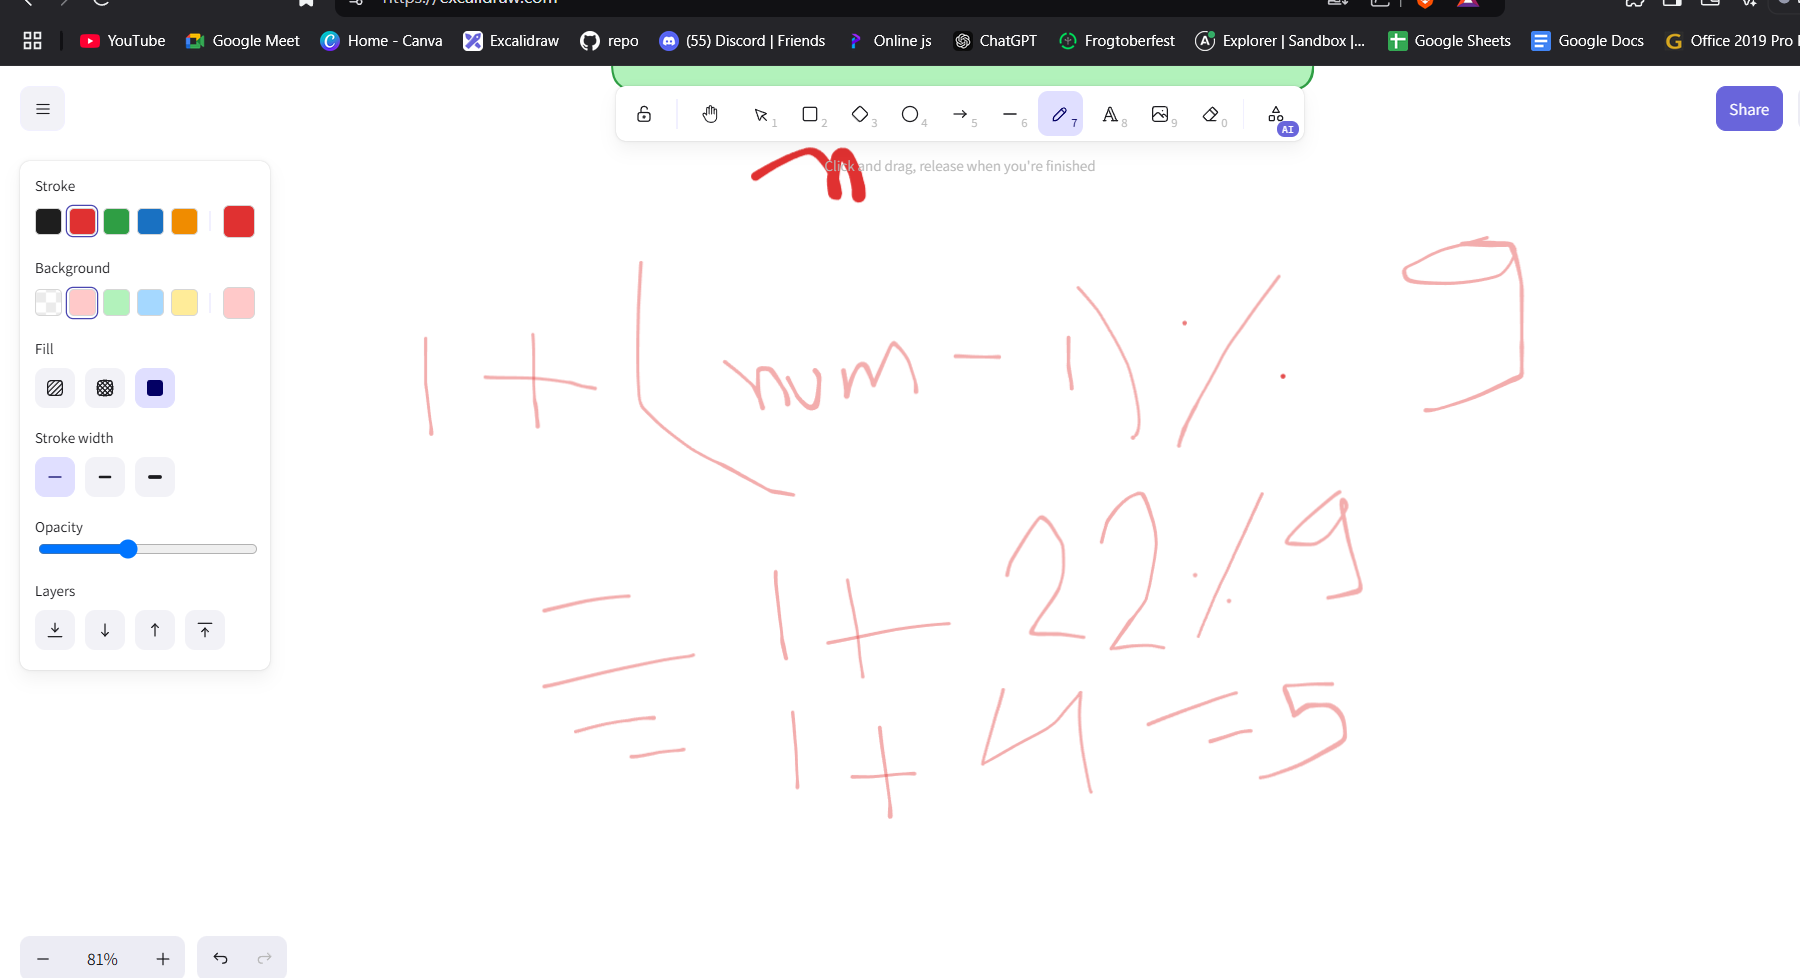 https://excalidraw.com
YouTube Google Meet Home - Canva Excalidraw repo (55) Discord | Friends Online js ChatGPT Frogtoberfest Explorer | Sandbox |... Google Sheets Google Docs Office 2019 Pro
1 2 3 4 5 6 7 8 9 0 AI
Share
Click and drag, release when you're finished
Stroke
Background
Fill
Stroke width
Opacity
Layers
1 + (num - 1) % 9
= 1 + 22 % 9
= 1 + 4 = 5
81%